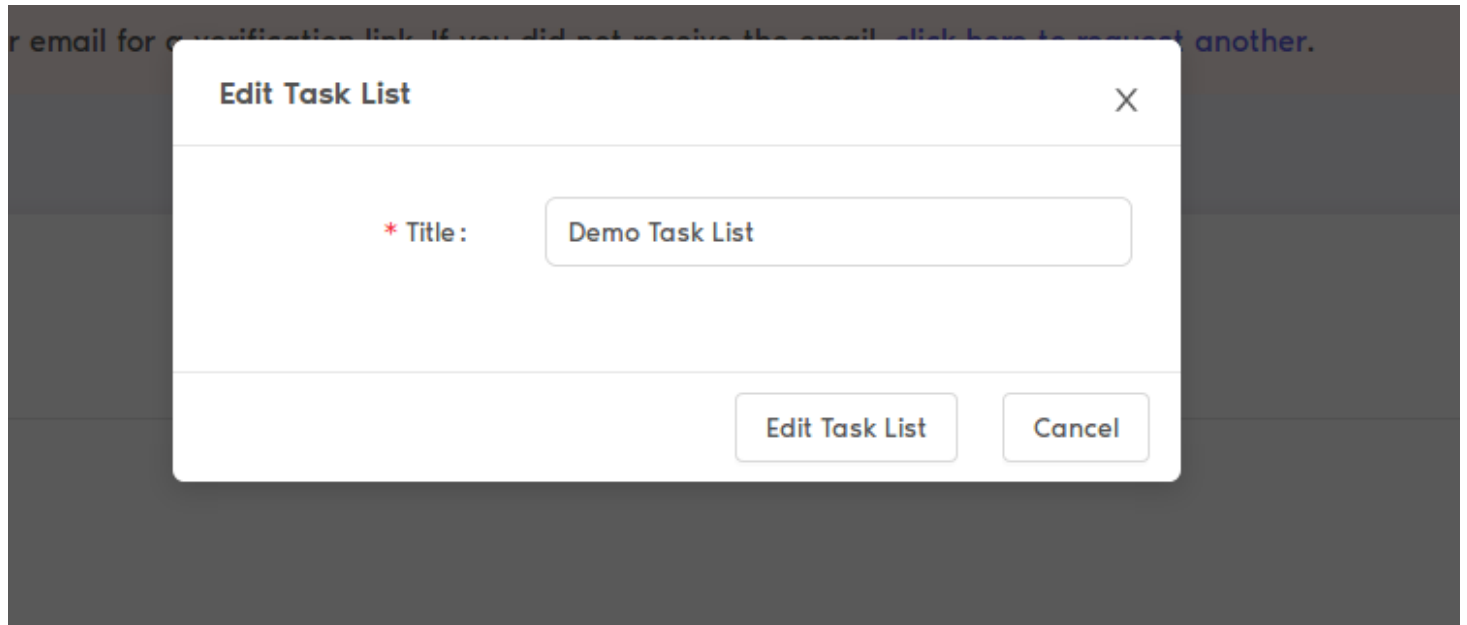 r email for a verification link. If you did not receive the email, click here to request another.
Edit Task List
X
* Title:
Demo Task List
Edit Task List
Cancel